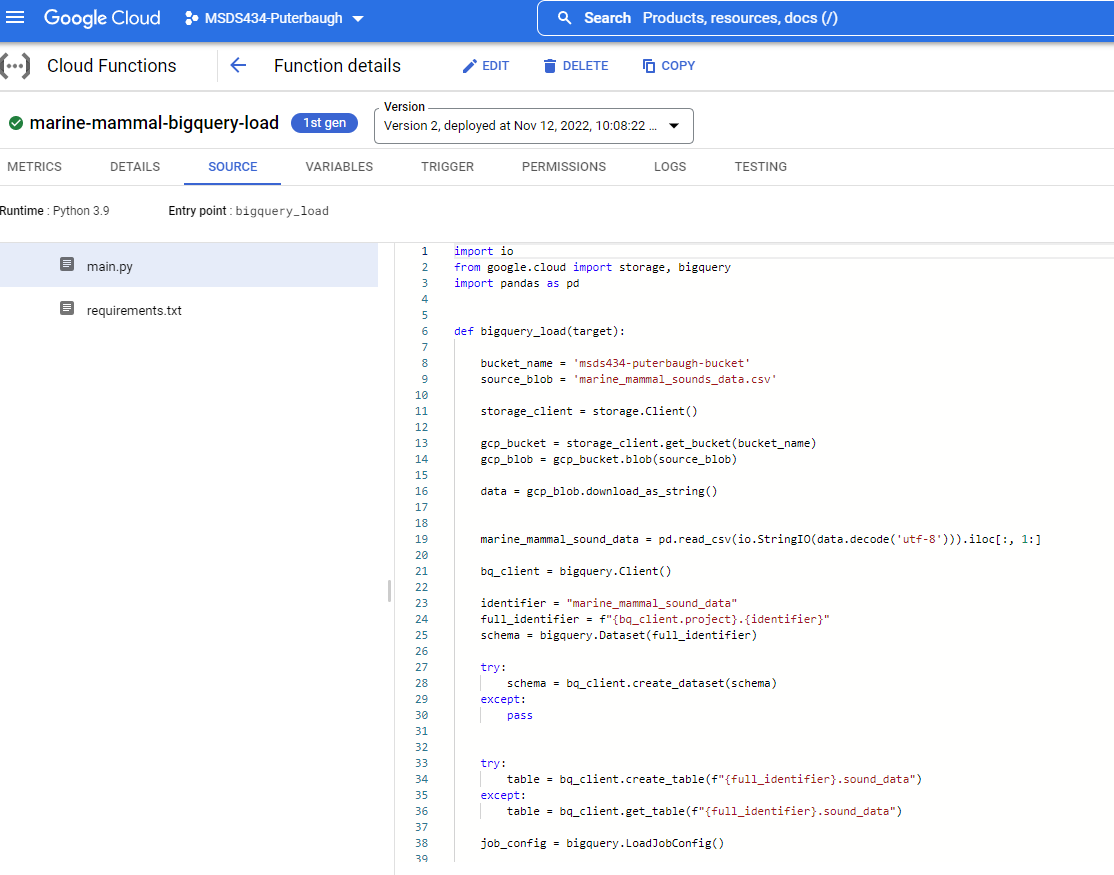 Google Cloud MSDS434-Puterbaugh Search Products, resources, docs (/)
Cloud Functions Function details EDIT DELETE COPY
marine-mammal-bigquery-load 1st gen
Version
Version 2, deployed at Nov 12, 2022, 10:08:22 ...
METRICS DETAILS SOURCE VARIABLES TRIGGER PERMISSIONS LOGS TESTING
Runtime : Python 3.9 Entry point : bigquery_load
main.py
requirements.txt
1 import io
2 from google.cloud import storage, bigquery
3 import pandas as pd
4
5
6 def bigquery_load(target):
7
8     bucket_name = 'msds434-puterbaugh-bucket'
9     source_blob = 'marine_mammal_sounds_data.csv'
10
11     storage_client = storage.Client()
12
13     gcp_bucket = storage_client.get_bucket(bucket_name)
14     gcp_blob = gcp_bucket.blob(source_blob)
15
16     data = gcp_blob.download_as_string()
17
18
19     marine_mammal_sound_data = pd.read_csv(io.StringIO(data.decode('utf-8'))).iloc[:, 1:]
20
21     bq_client = bigquery.Client()
22
23     identifier = "marine_mammal_sound_data"
24     full_identifier = f"{bq_client.project}.{identifier}"
25     schema = bigquery.Dataset(full_identifier)
26
27     try:
28         schema = bq_client.create_dataset(schema)
29     except:
30         pass
31
32
33     try:
34         table = bq_client.create_table(f"{full_identifier}.sound_data")
35     except:
36         table = bq_client.get_table(f"{full_identifier}.sound_data")
37
38     job_config = bigquery.LoadJobConfig()
39